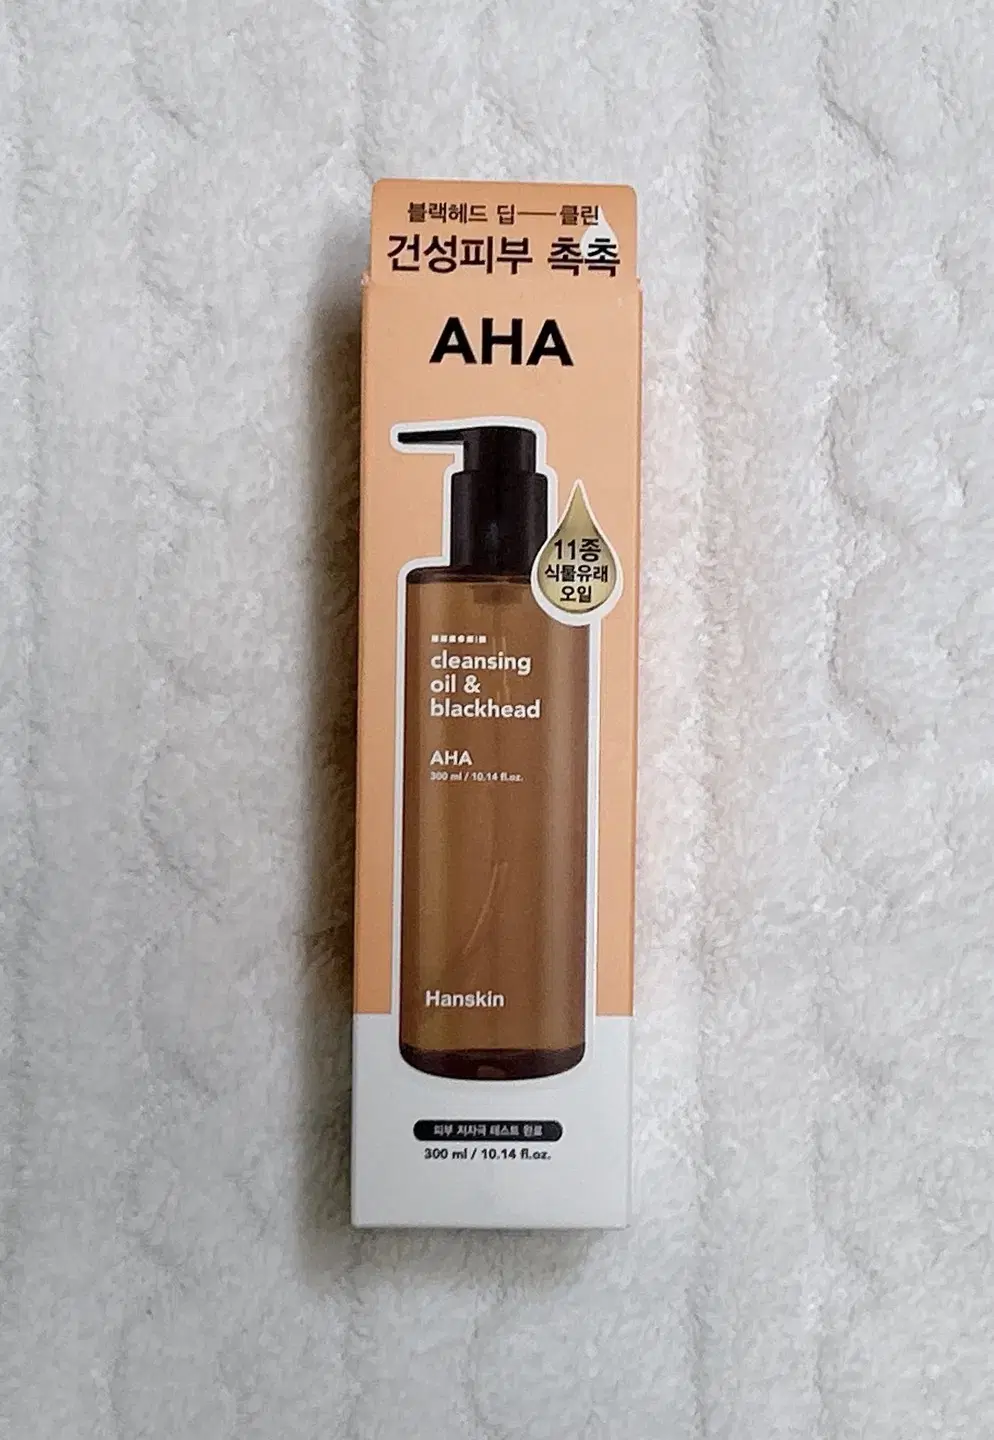 블랙헤드 딥──클린
건성피부 촉촉
AHA
11종
식물유래
오일
cleansing
oil &
blackhead
AHA
300 ml / 10.14 fl.oz.
Hanskin
피부 저자극 테스트 완료
300 ml / 10.14 fl.oz.